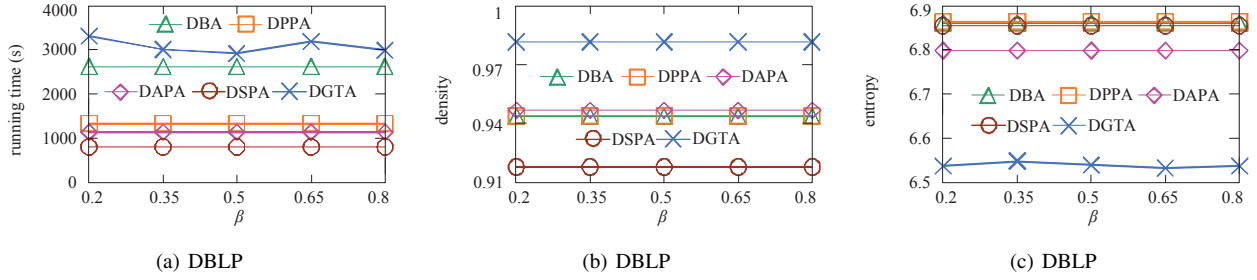 4000
3000
2000
1000
0
running time (s)
DBA
DPPA
DAPA
DSPA
DGTA
0.2
0.35
0.5
0.65
0.8
β
(a) DBLP
1
0.97
0.94
0.91
density
DBA
DPPA
DAPA
DSPA
DGTA
0.2
0.35
0.5
0.65
0.8
β
(b) DBLP
6.9
6.8
6.7
6.6
6.5
entropy
DBA
DPPA
DAPA
DSPA
DGTA
0.2
0.35
0.5
0.65
0.8
β
(c) DBLP